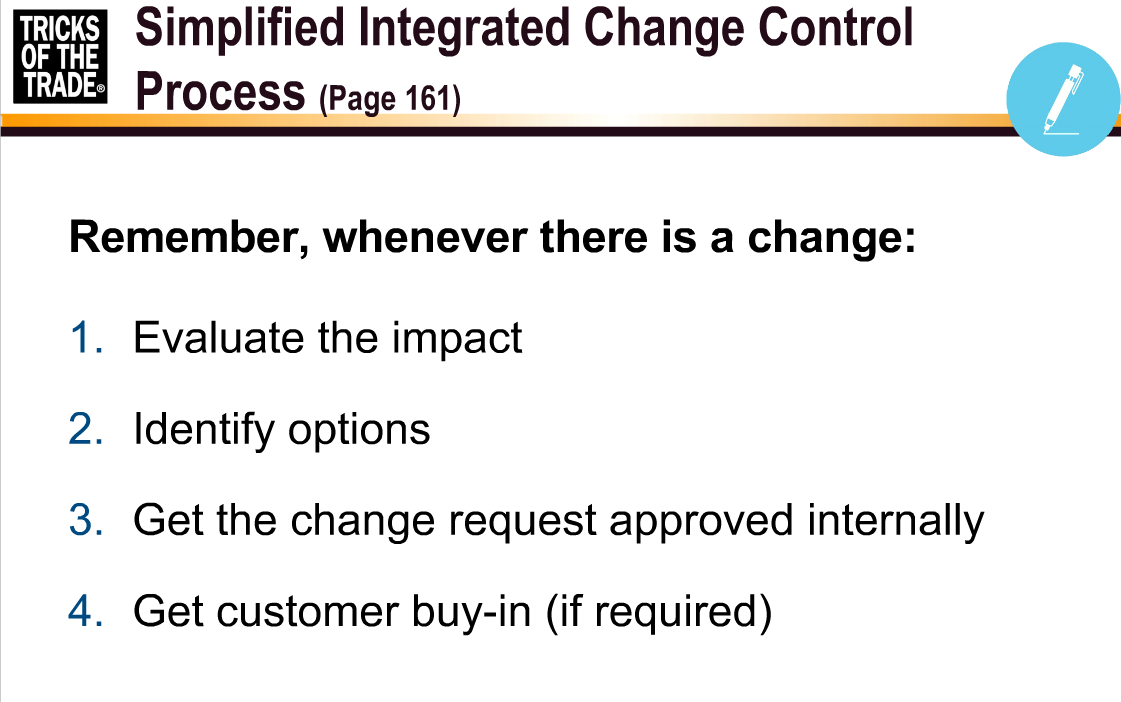 TRICKS
OF THE
TRADE®
Simplified Integrated Change Control
Process (Page 161)
Remember, whenever there is a change:
1. Evaluate the impact
2. Identify options
3. Get the change request approved internally
4. Get customer buy-in (if required)